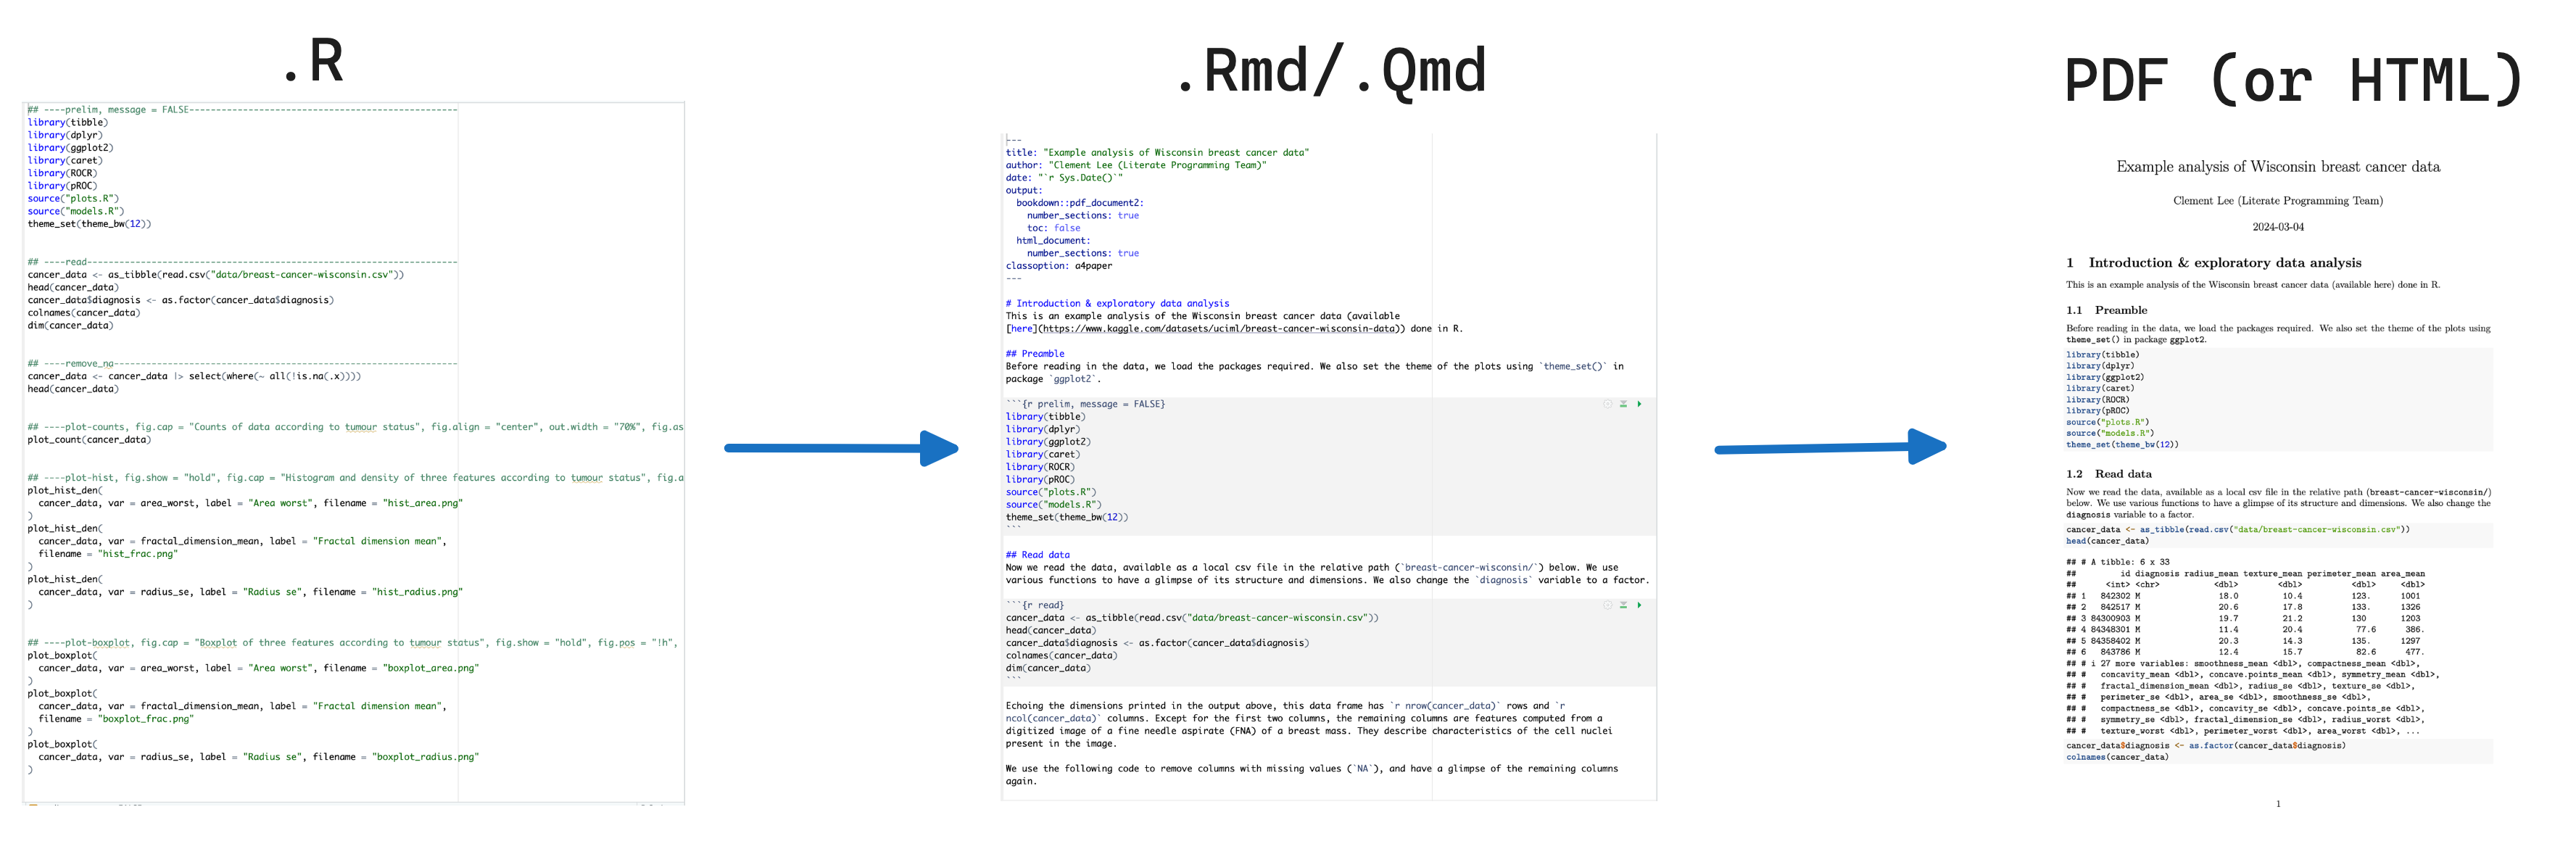 .R
## ----prelim, message = FALSE--------------------------------------------------
library(tibble)
library(dplyr)
library(ggplot2)
library(caret)
library(ROCR)
library(pROC)
source("plots.R")
source("models.R")
theme_set(theme_bw(12))
## ----read---------------------------------------------------------------------
cancer_data <- as_tibble(read.csv("data/breast-cancer-wisconsin.csv"))
head(cancer_data)
cancer_data$diagnosis <- as.factor(cancer_data$diagnosis)
colnames(cancer_data)
dim(cancer_data)
## ----remove_na----------------------------------------------------------------
cancer_data <- cancer_data |> select(where(~ all(!is.na(.x))))
head(cancer_data)
## ----plot-counts, fig.cap = "Counts of data according to tumour status", fig.align = "center", out.width = "70%", fig.as
plot_count(cancer_data)
## ----plot-hist, fig.show = "hold", fig.cap = "Histogram and density of three features according to tumour status", fig.a
plot_hist_den(
  cancer_data, var = area_worst, label = "Area worst", filename = "hist_area.png"
)
plot_hist_den(
  cancer_data, var = fractal_dimension_mean, label = "Fractal dimension mean",
  filename = "hist_frac.png"
)
plot_hist_den(
  cancer_data, var = radius_se, label = "Radius se", filename = "hist_radius.png"
)
## ----plot-boxplot, fig.cap = "Boxplot of three features according to tumour status", fig.show = "hold", fig.pos = "!h",
plot_boxplot(
  cancer_data, var = area_worst, label = "Area worst", filename = "boxplot_area.png"
)
plot_boxplot(
  cancer_data, var = fractal_dimension_mean, label = "Fractal dimension mean",
  filename = "boxplot_frac.png"
)
plot_boxplot(
  cancer_data, var = radius_se, label = "Radius se", filename = "boxplot_radius.png"
)
.Rmd/.Qmd
---
title: "Example analysis of Wisconsin breast cancer data"
author: "Clement Lee (Literate Programming Team)"
date: "`r Sys.Date()`"
output:
  bookdown::pdf_document2:
    number_sections: true
    toc: false
  html_document:
    number_sections: true
classoption: a4paper
---
# Introduction & exploratory data analysis
This is an example analysis of the Wisconsin breast cancer data (available
[here](https://www.kaggle.com/datasets/uciml/breast-cancer-wisconsin-data)) done in R.
## Preamble
Before reading in the data, we load the packages required. We also set the theme of the plots using `theme_set()` in
package `ggplot2`.
```{r prelim, message = FALSE}
library(tibble)
library(dplyr)
library(ggplot2)
library(caret)
library(ROCR)
library(pROC)
source("plots.R")
source("models.R")
theme_set(theme_bw(12))
```
## Read data
Now we read the data, available as a local csv file in the relative path (`breast-cancer-wisconsin/`) below. We use
various functions to have a glimpse of its structure and dimensions. We also change the `diagnosis` variable to a factor.
```{r read}
cancer_data <- as_tibble(read.csv("data/breast-cancer-wisconsin.csv"))
head(cancer_data)
cancer_data$diagnosis <- as.factor(cancer_data$diagnosis)
colnames(cancer_data)
dim(cancer_data)
```
Echoing the dimensions printed in the output above, this data frame has `r nrow(cancer_data)` rows and `r
ncol(cancer_data)` columns. Except for the first two columns, the remaining columns are features computed from a
digitized image of a fine needle aspirate (FNA) of a breast mass. They describe characteristics of the cell nuclei
present in the image.
We use the following code to remove columns with missing values (`NA`), and have a glimpse of the remaining columns
again.
PDF (or HTML)
Example analysis of Wisconsin breast cancer data
Clement Lee (Literate Programming Team)
2024-03-04
1 Introduction & exploratory data analysis
This is an example analysis of the Wisconsin breast cancer data (available here) done in R.
1.1 Preamble
Before reading in the data, we load the packages required. We also set the theme of the plots using
theme_set() in package ggplot2.
library(tibble)
library(dplyr)
library(ggplot2)
library(caret)
library(ROCR)
library(pROC)
source("plots.R")
source("models.R")
theme_set(theme_bw(12))
1.2 Read data
Now we read the data, available as a local csv file in the relative path (breast-cancer-wisconsin/)
below. We use various functions to have a glimpse of its structure and dimensions. We also change the
diagnosis variable to a factor.
cancer_data <- as_tibble(read.csv("data/breast-cancer-wisconsin.csv"))
head(cancer_data)
## # A tibble: 6 x 33
## id diagnosis radius_mean texture_mean perimeter_mean area_mean
## <int> <chr> <dbl> <dbl> <dbl> <dbl>
## 1 842302 M 18.0 10.4 123. 1001
## 2 842517 M 20.6 17.8 133. 1326
## 3 84300903 M 19.7 21.2 130 1203
## 4 84348301 M 11.4 20.4 77.6 386.
## 5 84358402 M 20.3 14.3 135. 1297
## 6 843786 M 12.4 15.7 82.6 477.
## # i 27 more variables: smoothness_mean <dbl>, compactness_mean <dbl>,
## # concavity_mean <dbl>, concave.points_mean <dbl>, symmetry_mean <dbl>,
## # fractal_dimension_mean <dbl>, radius_se <dbl>, texture_se <dbl>,
## # perimeter_se <dbl>, area_se <dbl>, smoothness_se <dbl>,
## # compactness_se <dbl>, concavity_se <dbl>, concave.points_se <dbl>,
## # symmetry_se <dbl>, fractal_dimension_se <dbl>, radius_worst <dbl>,
## # texture_worst <dbl>, perimeter_worst <dbl>, area_worst <dbl>, ...
cancer_data$diagnosis <- as.factor(cancer_data$diagnosis)
colnames(cancer_data)
1